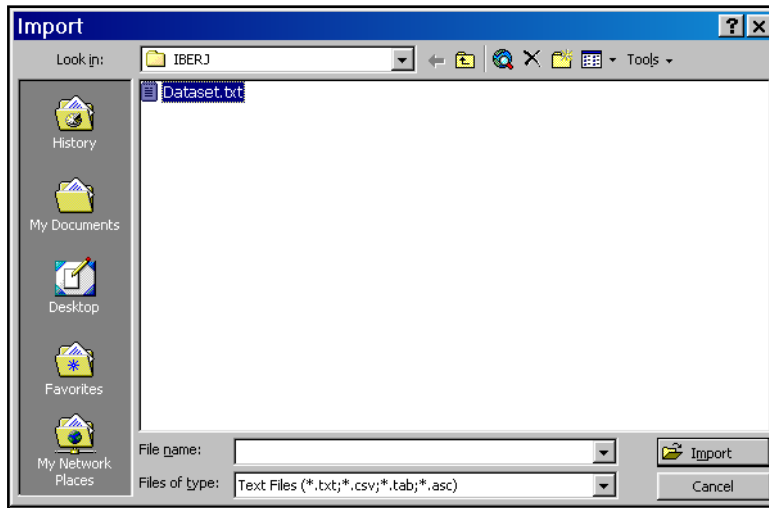 Import
Look in: IBERJ Tools
Dataset.txt
History
My Documents
Desktop
Favorites
My Network
Places
File name: Import
Files of type: Text Files (*.txt;*.csv;*.tab;*.asc) Cancel